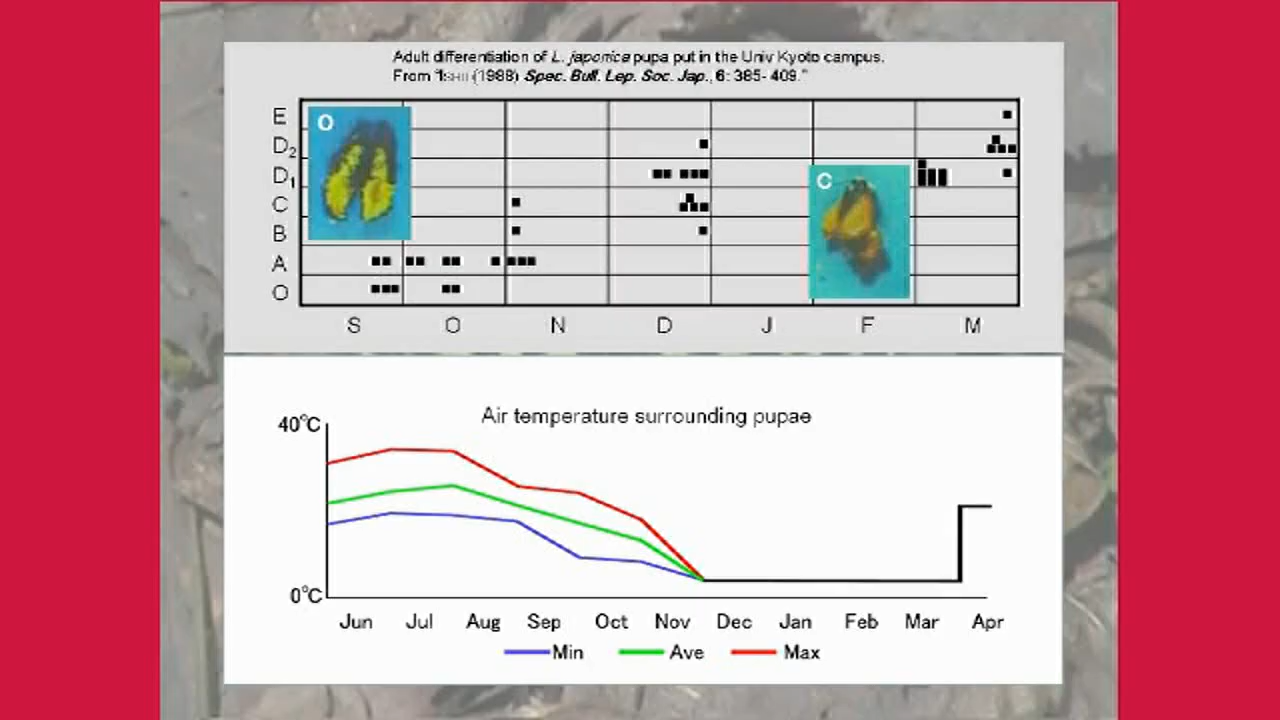 Adult differentiation of L. japonica pupa put in the Univ Kyoto campus.
From "ISHII (1988) Spec. Bull. Lep. Soc. Jap., 6: 385- 409."
E
D2
D1
C
B
A
O
O
C
S O N D J F M
Air temperature surrounding pupae
40°C
0°C
Jun Jul Aug Sep Oct Nov Dec Jan Feb Mar Apr
Min Ave Max